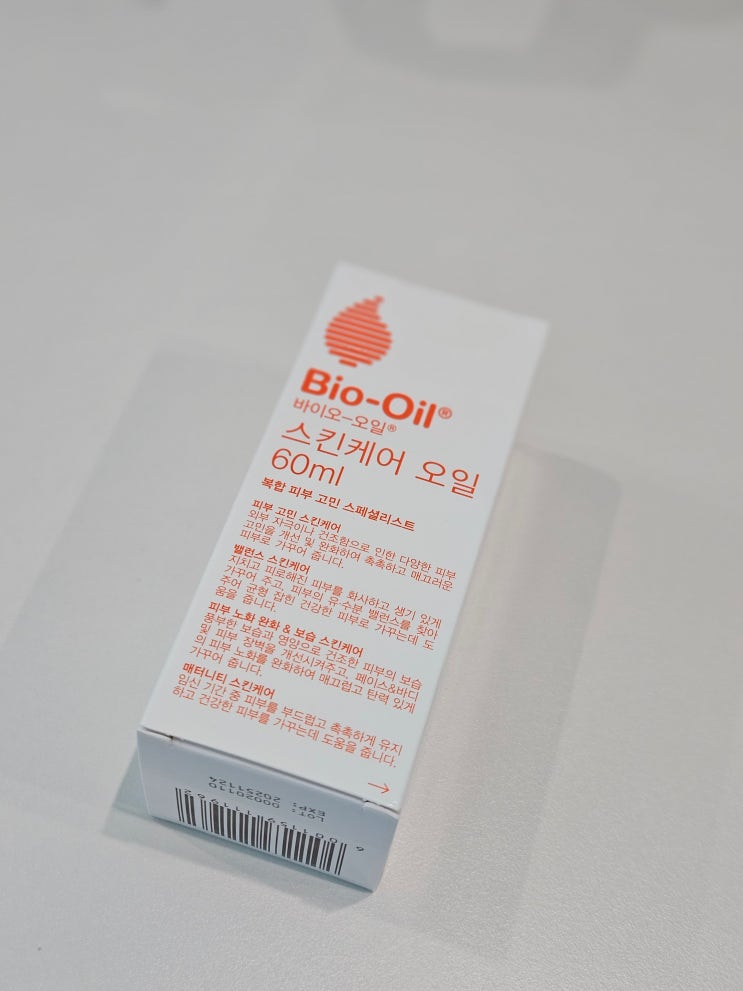 Bio-Oil®
바이오-오일®
스킨케어 오일
60ml
복합 피부 고민 스페셜리스트
피부 고민 스킨케어
외부 자극이나 건조함으로 인한 다양한 피부
고민을 개선 및 완화하여 촉촉하고 매끄러운
피부로 가꾸어 줍니다.
밸런스 스킨케어
지치고 피로해진 피부를 화사하고 생기 있게
가꾸어 주고, 피부의 유·수분 밸런스를 찾아
주어 균형 잡힌 건강한 피부로 가꾸는데 도
움을 줍니다.
피부 노화 완화 & 보습 스킨케어
풍부한 보습과 영양으로 건조한 피부의 보습
및 피부 장벽을 개선시켜주고, 페이스&바디
의 피부 노화를 완화하여 매끄럽고 탄력 있게
가꾸어 줍니다.
매터니티 스킨케어
임신 기간 중 피부를 부드럽고 촉촉하게 유지
하고 건강한 피부를 가꾸는데 도움을 줍니다.
→
6 001159 111962
LOT: 00020110
EXP: 20251124